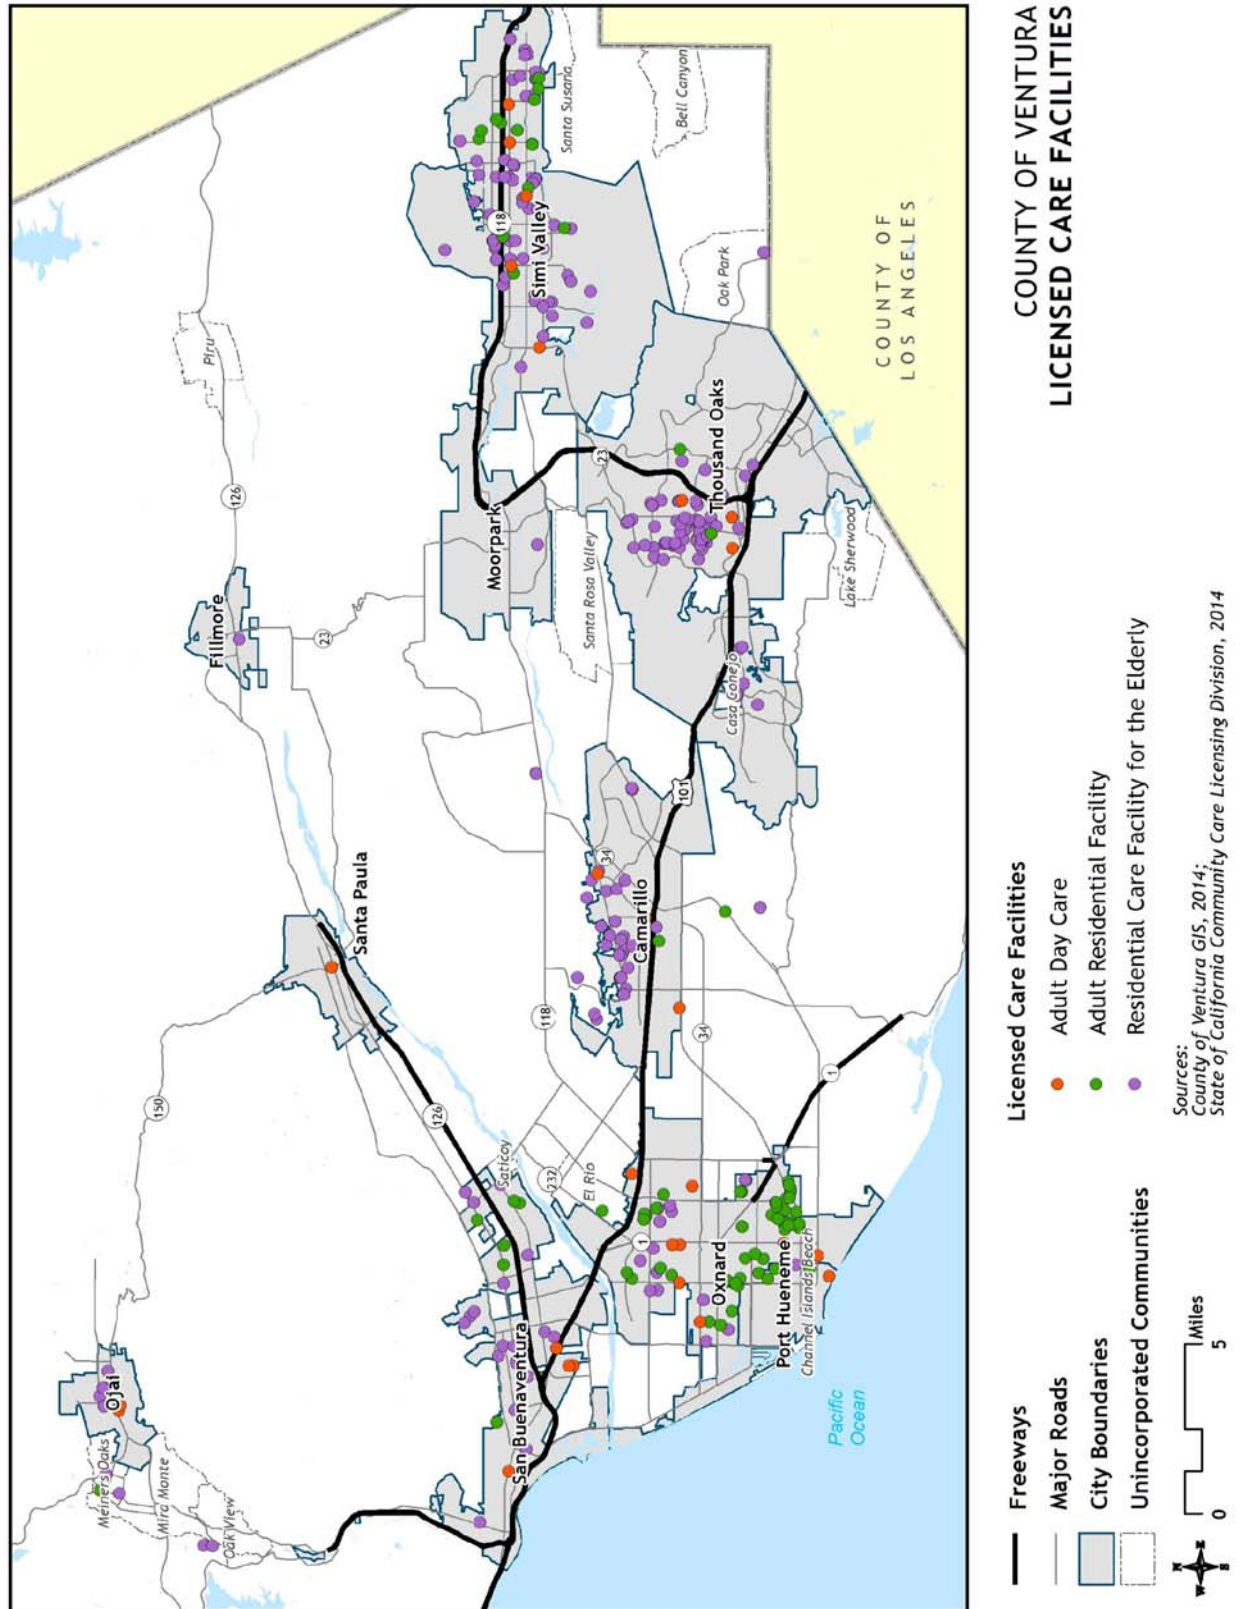 COUNTY OF VENTURA
LICENSED CARE FACILITIES
Ojai
Meiners Oaks
Mira Monte
Oak View
150
126
Santa Paula
Fillmore
23
126
Piru
San Buenaventura
Saticoy
232
El Rio
118
1
Oxnard
Port Hueneme
Channel Islands Beach
Pacific
Ocean
1
34
Camarillo
34
101
Santa Rosa Valley
Moorpark
23
Casa Conejo
Thousand Oaks
Lake Sherwood
118
Simi Valley
Santa Susana
Bell Canyon
Oak Park
COUNTY OF
LOS ANGELES
Freeways
Major Roads
City Boundaries
Unincorporated Communities
Miles
0
5
N
W
E
S
Licensed Care Facilities
Adult Day Care
Adult Residential Facility
Residential Care Facility for the Elderly
Sources:
County of Ventura GIS, 2014;
State of California Community Care Licensing Division, 2014